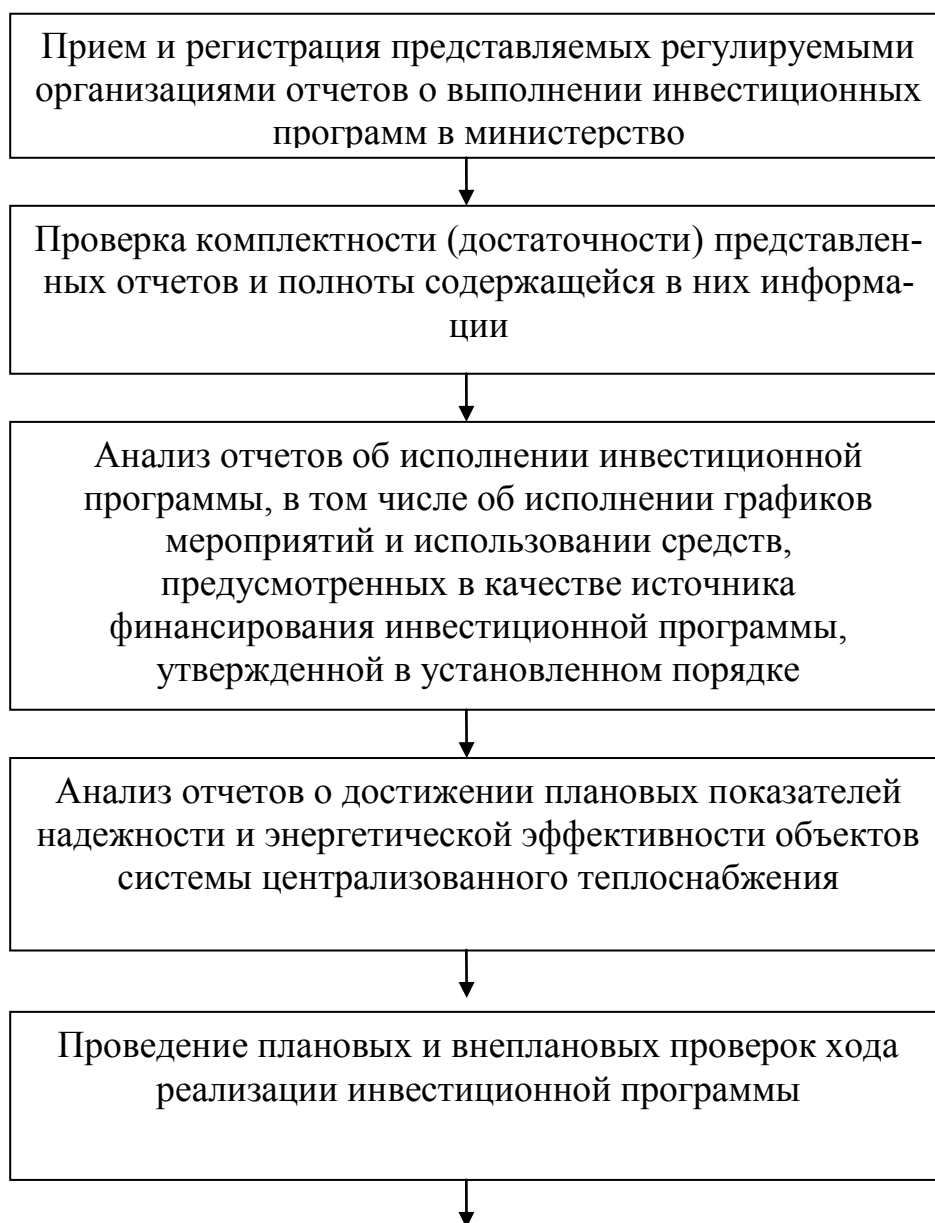 Прием и регистрация представляемых регулируемыми
организациями отчетов о выполнении инвестиционных
программ в министерство
Проверка комплектности (достаточности) представлен-
ных отчетов и полноты содержащейся в них информа-
ции
Анализ отчетов об исполнении инвестиционной
программы, в том числе об исполнении графиков
мероприятий и использовании средств,
предусмотренных в качестве источника
финансирования инвестиционной программы,
утвержденной в установленном порядке
Анализ отчетов о достижении плановых показателей
надежности и энергетической эффективности объектов
системы централизованного теплоснабжения
Проведение плановых и внеплановых проверок хода
реализации инвестиционной программы